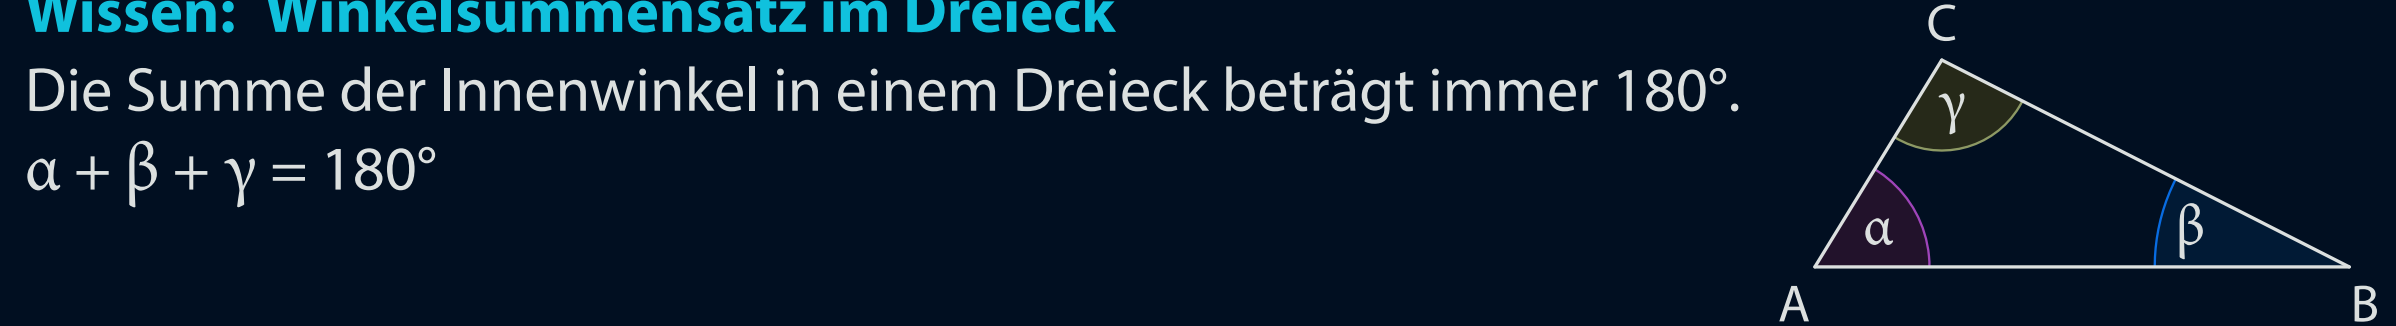 Wissen: Winkelsummensatz im Dreieck
Die Summe der Innenwinkel in einem Dreieck beträgt immer 180°.
α + β + γ = 180°
C
γ
α
β
A
B